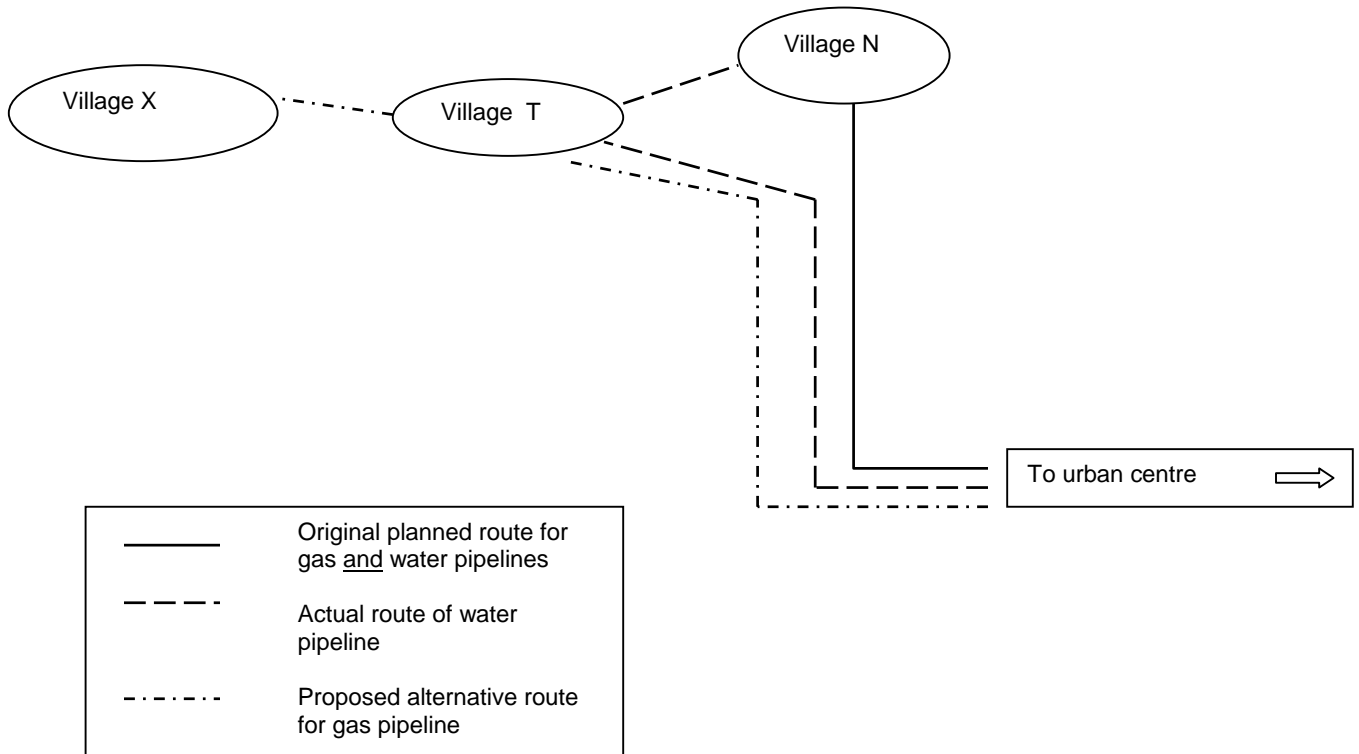 Village N
Village X
Village T
To urban centre
Original planned route for
gas and water pipelines
Actual route of water
pipeline
Proposed alternative route
for gas pipeline